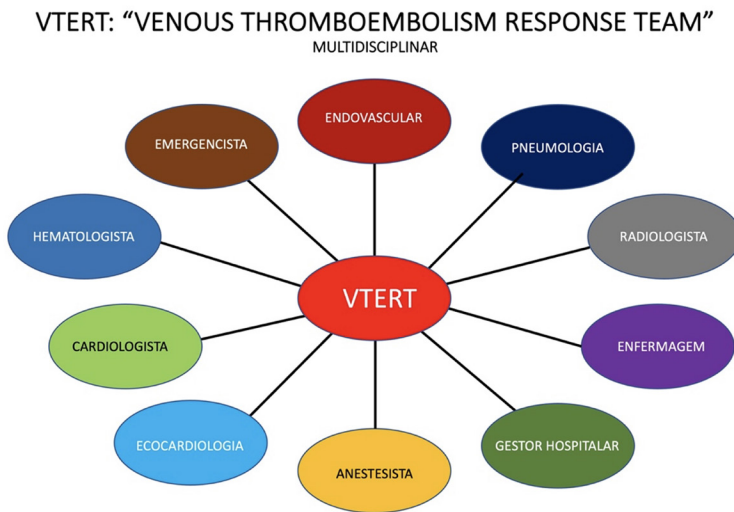 VTERT: “VENOUS THROMBOEMBOLISM RESPONSE TEAM”
MULTIDISCIPLINAR
ENDOVASCULAR
EMERGENCISTA
PNEUMOLOGIA
HEMATOLOGISTA
RADIOLOGISTA
VTERT
CARDIOLOGISTA
ENFERMAGEM
ECOCARDIOLOGIA
GESTOR HOSPITALAR
ANESTESISTA